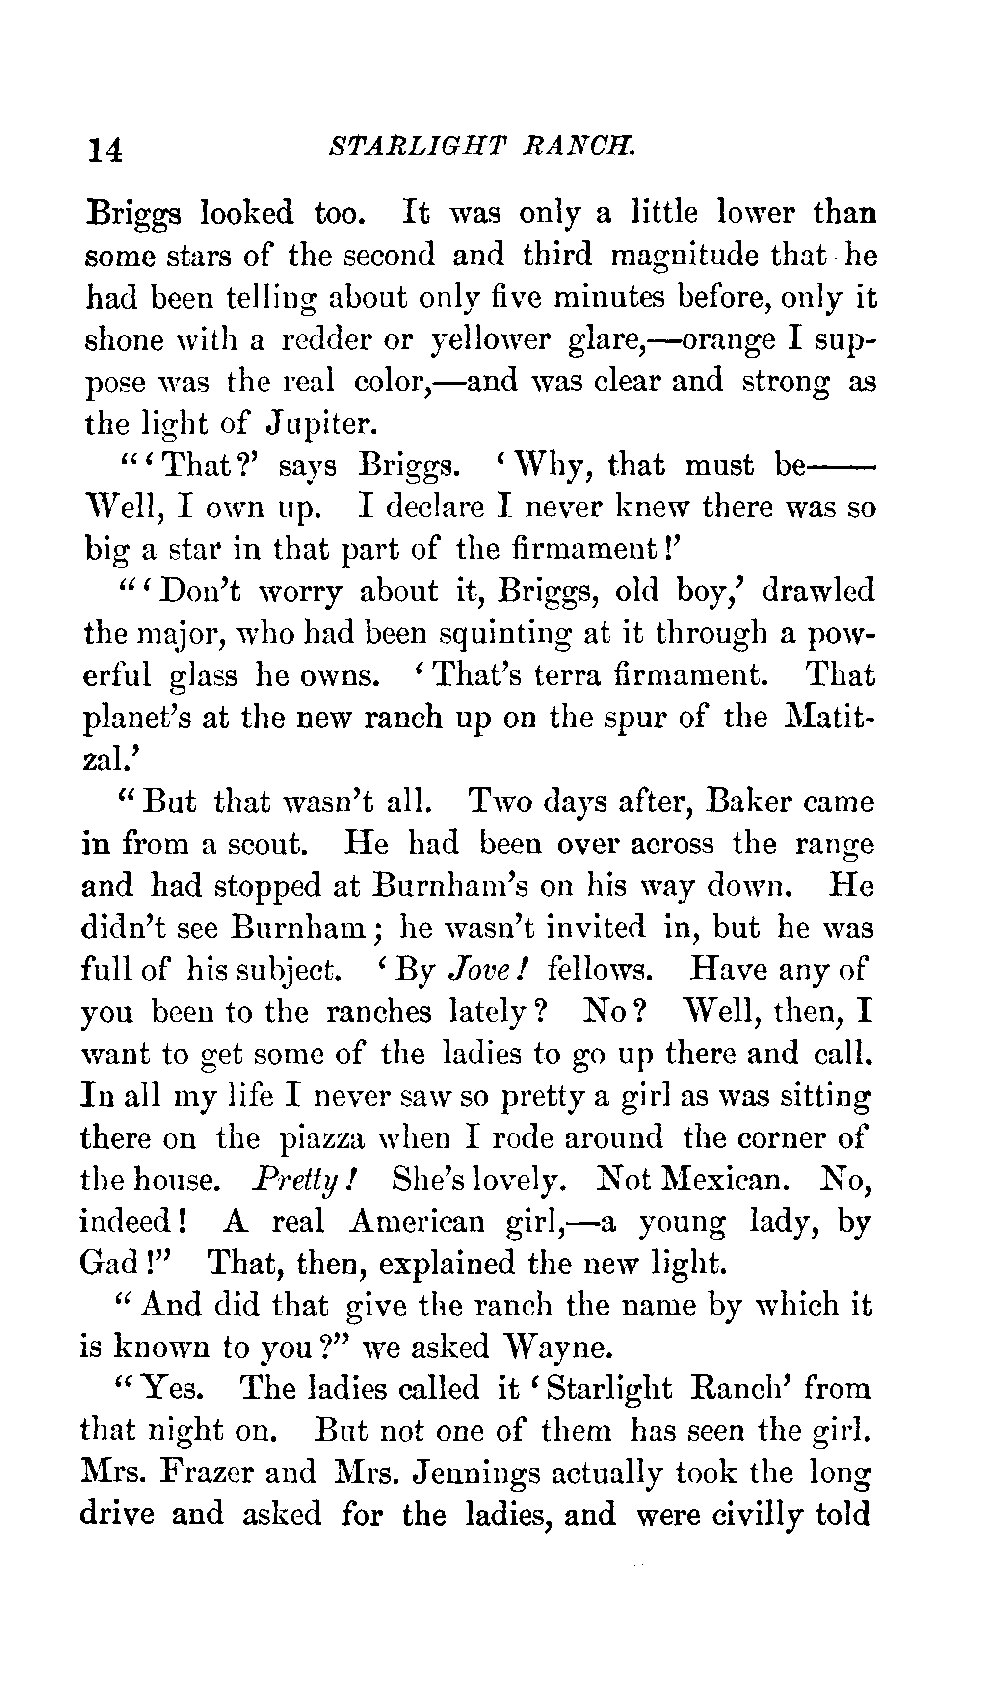 14 STARLIGHT RANCH.
Briggs looked too. It was only a little lower than
some stars of the second and third magnitude that he
had been telling about only five minutes before, only it
shone with a redder or yellower glare,—orange I sup-
pose was the real color,—and was clear and strong as
the light of Jupiter.
"'That?' says Briggs. 'Why, that must be——
Well, I own up. I declare I never knew there was so
big a star in that part of the firmament!'
"'Don't worry about it, Briggs, old boy,' drawled
the major, who had been squinting at it through a pow-
erful glass he owns. 'That's terra firmament. That
planet's at the new ranch up on the spur of the Matit-
zal.'
"But that wasn't all. Two days after, Baker came
in from a scout. He had been over across the range
and had stopped at Burnham's on his way down. He
didn't see Burnham; he wasn't invited in, but he was
full of his subject. 'By Jove! fellows. Have any of
you been to the ranches lately? No? Well, then, I
want to get some of the ladies to go up there and call.
In all my life I never saw so pretty a girl as was sitting
there on the piazza when I rode around the corner of
the house. Pretty! She's lovely. Not Mexican. No,
indeed! A real American girl,—a young lady, by
Gad!" That, then, explained the new light.
"And did that give the ranch the name by which it
is known to you?" we asked Wayne.
"Yes. The ladies called it 'Starlight Ranch' from
that night on. But not one of them has seen the girl.
Mrs. Frazer and Mrs. Jennings actually took the long
drive and asked for the ladies, and were civilly told